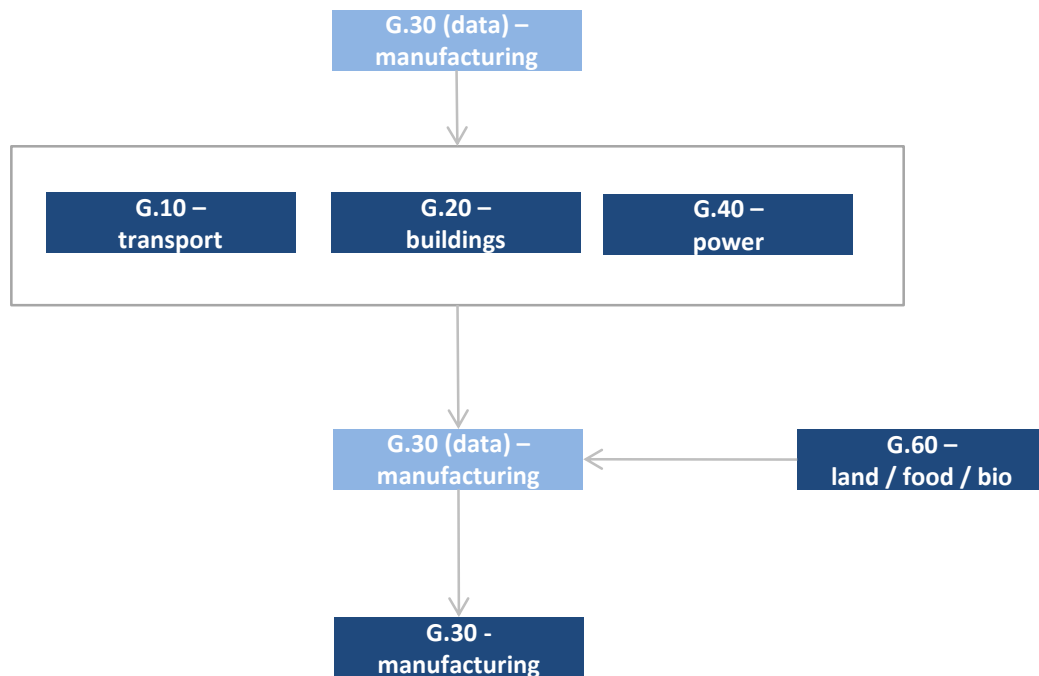 G.30 (data) –
manufacturing
G.10 –
transport
G.20 –
buildings
G.40 –
power
G.30 (data) –
manufacturing
G.60 –
land / food / bio
G.30 -
manufacturing